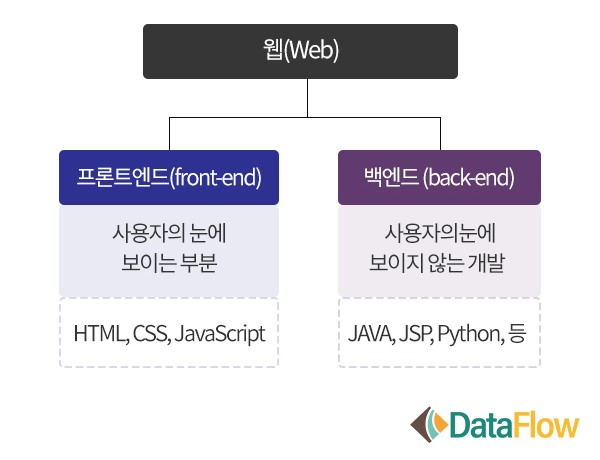 웹(Web)
프론트엔드(front-end)
사용자의 눈에
보이는 부분
HTML, CSS, JavaScript
백엔드 (back-end)
사용자의눈에
보이지 않는 개발
JAVA, JSP, Python, 등
DataFlow